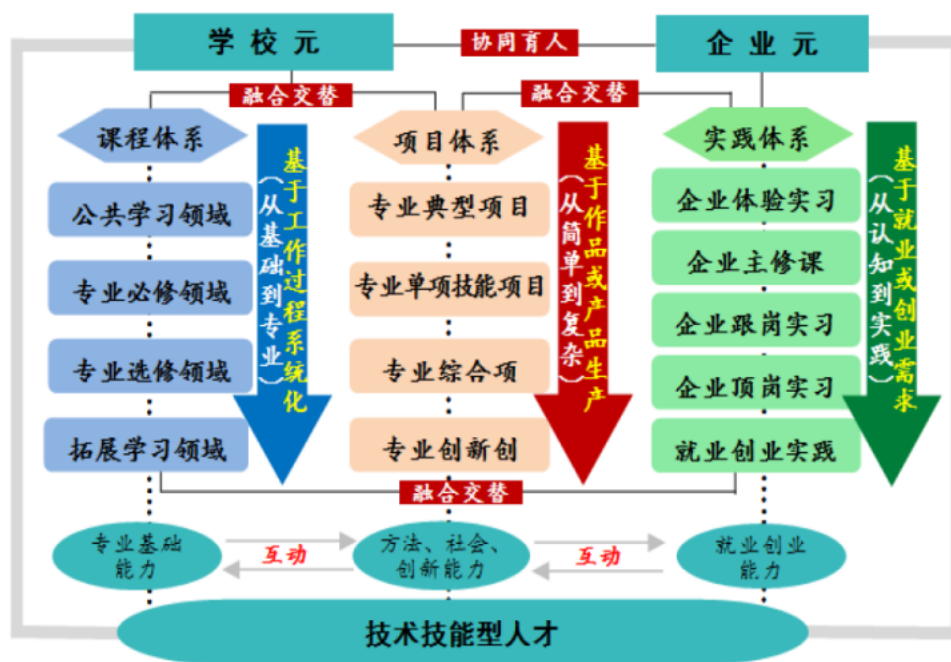 学校元
协同育人
企业元
融合交替
融合交替
课程体系
项目体系
实践体系
公共学习领域
专业必修领域
专业选修领域
拓展学习领域
基于工作过程系统化
（从基础到专业）
专业典型项目
专业单项技能项目
专业综合项
专业创新创
基于作品或产品生产
（从简单到复杂）
企业体验实习
企业主修课
企业跟岗实习
企业顶岗实习
就业创业实践
基于就业或创业需求
（从认知到实践）
融合交替
专业基础
能力
互动
方法、社会、
创新能力
互动
就业创业
能力
技术技能型人才